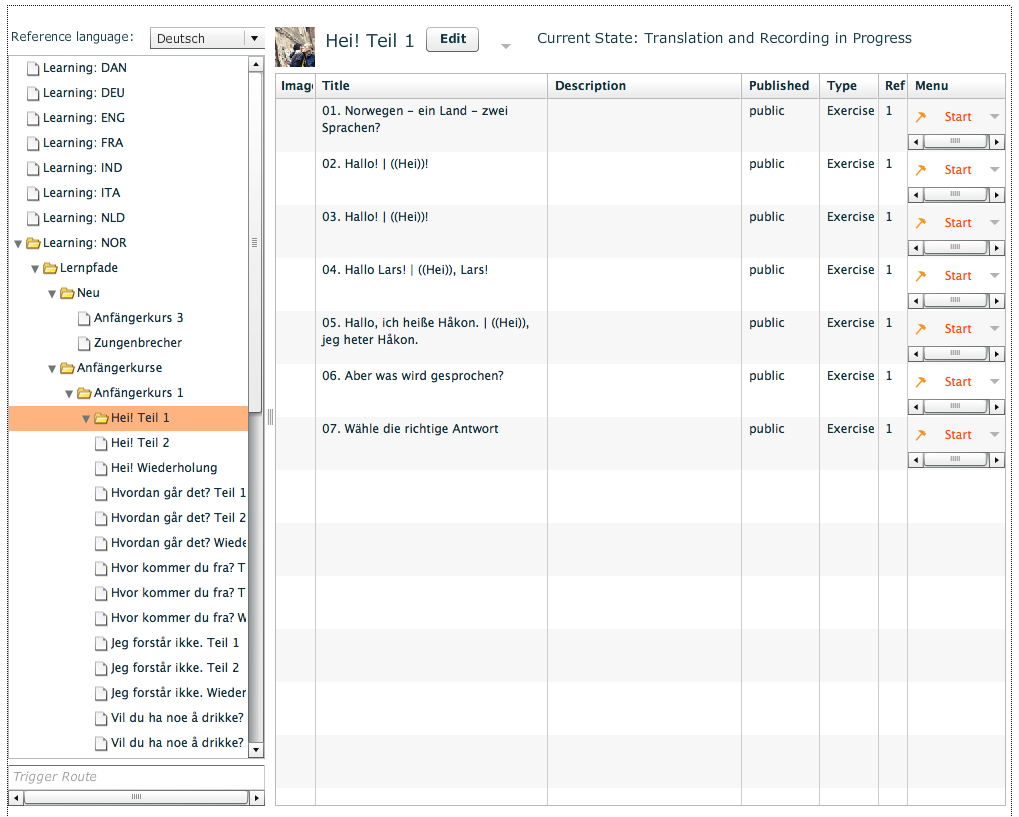 Reference language: Deutsch
Learning: DAN
Learning: DEU
Learning: ENG
Learning: FRA
Learning: IND
Learning: ITA
Learning: NLD
Learning: NOR
Lernpfade
Neu
Anfängerkurs 3
Zungenbrecher
Anfängerkurse
Anfängerkurs 1
Hei! Teil 1
Hei! Teil 2
Hei! Wiederholung
Hvordan går det? Teil 1
Hvordan går det? Teil 2
Hvordan går det? Wiede
Hvor kommer du fra? T
Hvor kommer du fra? T
Hvor kommer du fra? W
Jeg forstår ikke. Teil 1
Jeg forstår ikke. Teil 2
Jeg forstår ikke. Wieder
Vil du ha noe å drikke?
Vil du ha noe å drikke?
Trigger Route
Hei! Teil 1 Edit Current State: Translation and Recording in Progress
Imag Title Description Published Type Ref Menu
01. Norwegen – ein Land – zwei public Exercise 1 Start
Sprachen?
02. Hallo! | ((Hei))! public Exercise 1 Start
03. Hallo! | ((Hei))! public Exercise 1 Start
04. Hallo Lars! | ((Hei)), Lars! public Exercise 1 Start
05. Hallo, ich heiße Håkon. | ((Hei)), public Exercise 1 Start
jeg heter Håkon.
06. Aber was wird gesprochen? public Exercise 1 Start
07. Wähle die richtige Antwort public Exercise 1 Start